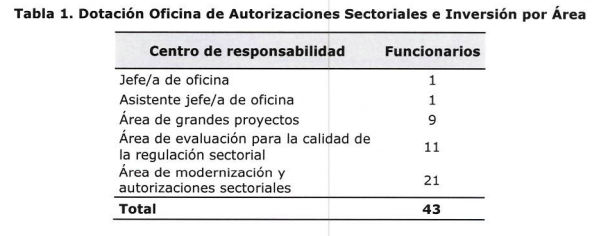 Tabla 1. Dotación Oficina de Autorizaciones Sectoriales e Inversión por Área
Centro de responsabilidad Funcionarios
Jefe/a de oficina 1
Asistente jefe/a de oficina 1
Área de grandes proyectos 9
Área de evaluación para la calidad de
la regulación sectorial 11
Área de modernización y
autorizaciones sectoriales 21
Total 43